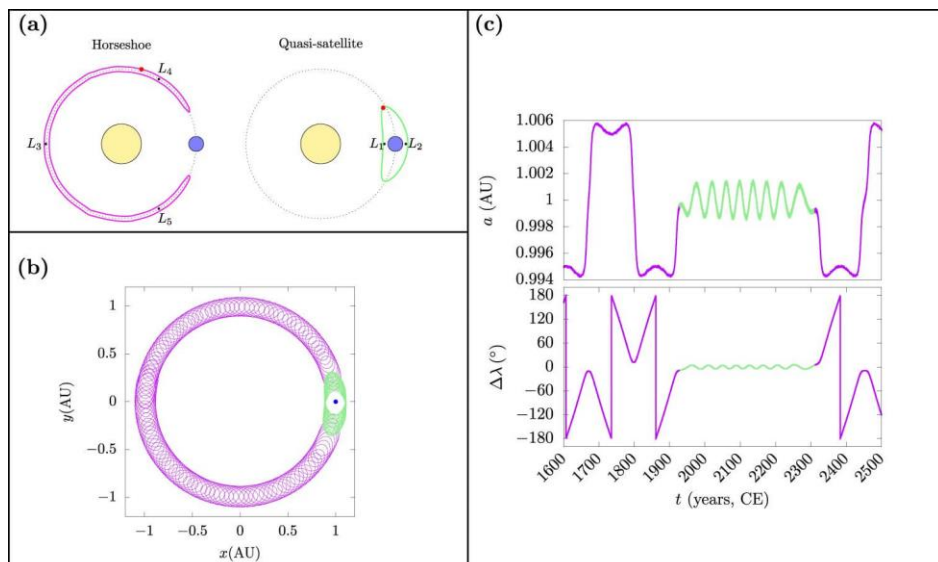 (a)
Horseshoe
Quasi-satellite
L4
L3
L5
L1
L2
(b)
1
0.5
0
−0.5
−1
y(AU)
−1 −0.5 0 0.5 1
x(AU)
(c)
1.006
1.002
1
0.998
0.996
0.994
a (AU)
180
120
60
0
−60
−120
−180
Δλ(°)
1600 1700 1800 1900 2000 2100 2200 2300 2400 2500
t (years, CE)